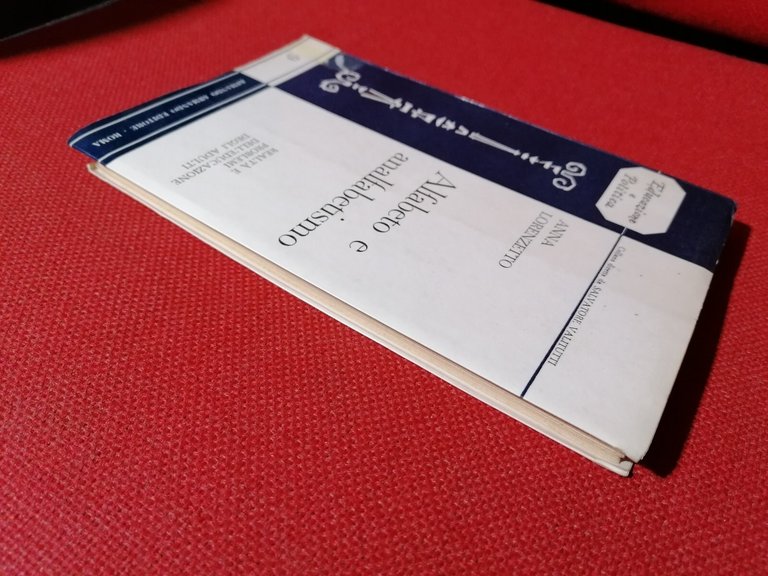 Educazione
e
Politica
Collana diretta da SALVATORE VALITUTTI
ANNA
LORENZETTO
Alfabeto e
analfabetismo
REALTÀ E
PROBLEMI
DELL'EDUCAZIONE
DEGLI ADULTI
ARMANDO ARMANDO EDITORE · ROMA